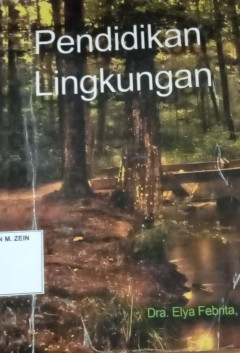 Pendidikan
Lingkungan
N M. ZEIN
Dra. Elya Febrita,